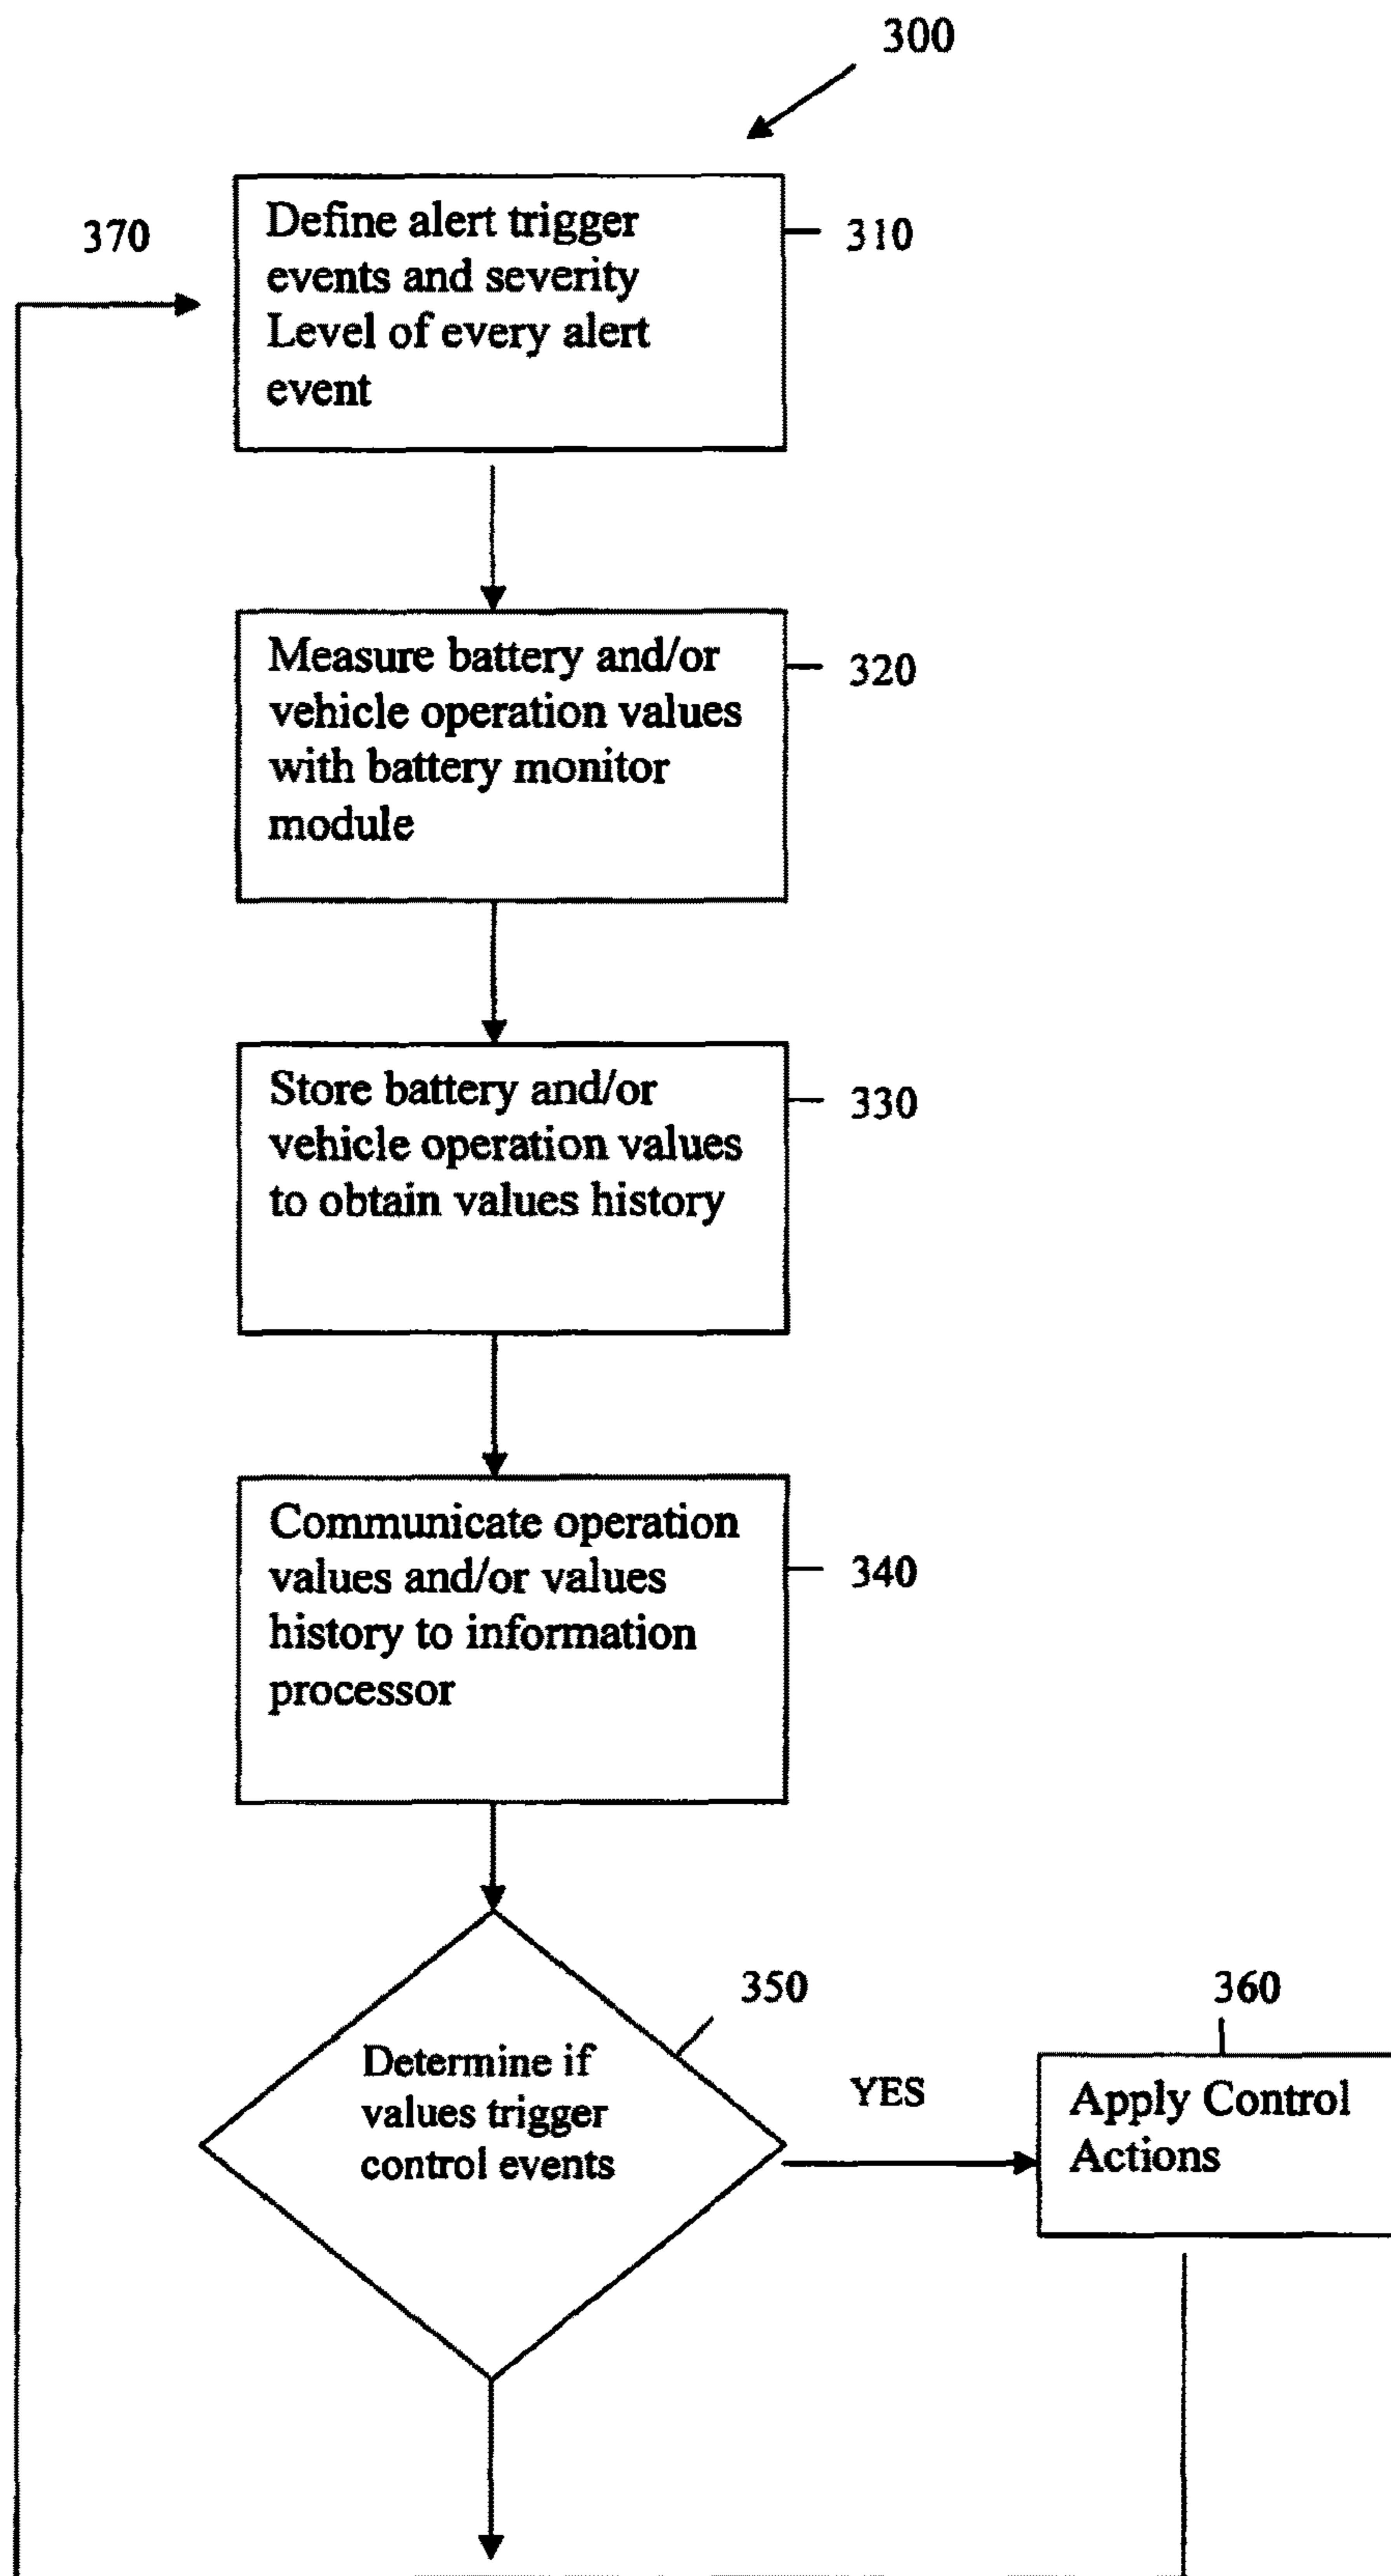 300
370
Define alert trigger
events and severity
Level of every alert
event
310
Measure battery and/or
vehicle operation values
with battery monitor
module
320
Store battery and/or
vehicle operation values
to obtain values history
330
Communicate operation
values and/or values
history to information
processor
340
350
Determine if
values trigger
control events
YES
360
Apply Control
Actions